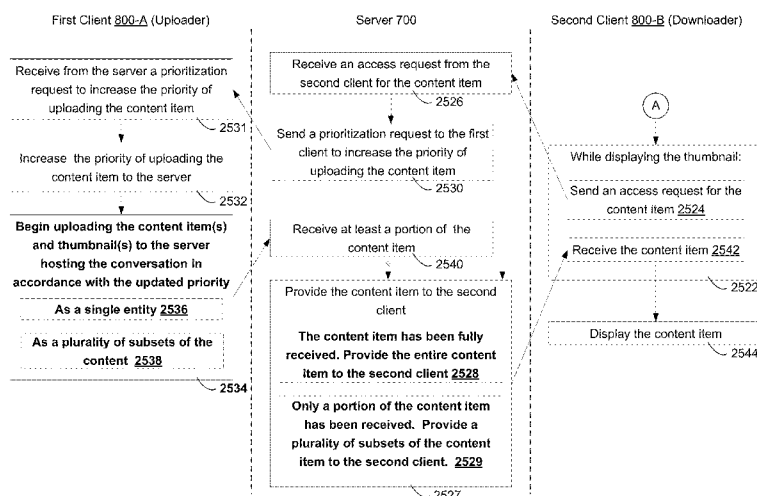 First Client 800-A (Uploader)
Server 700
Second Client 800-B (Downloader)
Receive from the server a prioritization
request to increase the priority of
uploading the content item
2531
Increase the priority of uploading the
content item to the server
2532
Begin uploading the content item(s)
and thumbnail(s) to the server
hosting the conversation in
accordance with the updated priority
As a single entity 2536
As a plurality of subsets of the
content 2538
2534
Receive an access request from the
second client for the content item
2526
Send a prioritization request to the first
client to increase the priority of
uploading the content item
2530
Receive at least a portion of the
content item
2540
Provide the content item to the second
client
The content item has been fully
received. Provide the entire content
item to the second client 2528
Only a portion of the content item
has been received. Provide a
plurality of subsets of the content
item to the second client. 2529
2527
A
While displaying the thumbnail:
Send an access request for the
content item 2524
Receive the content item 2542
2522
Display the content item
2544